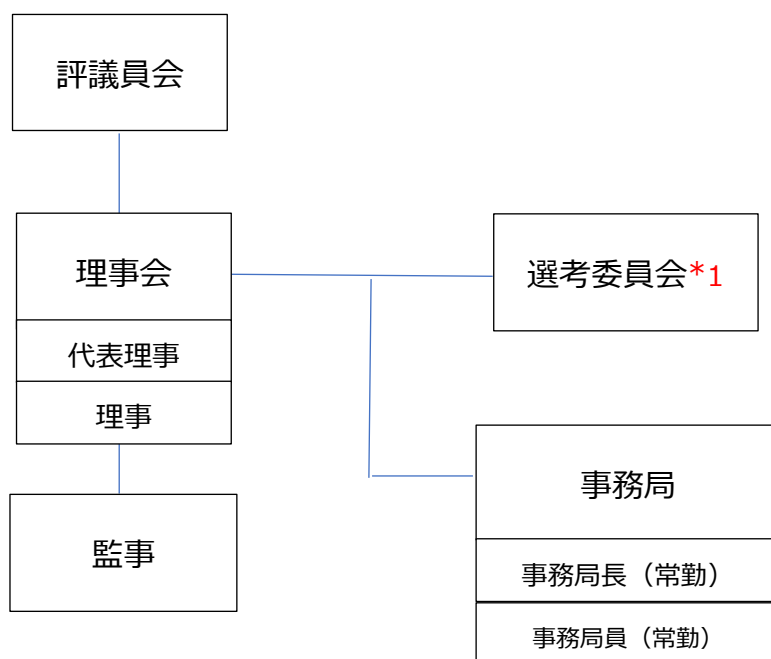 評議員会
理事会
代表理事
理事
監事
選考委員会*1
事務局
事務局長（常勤）
事務局員（常勤）